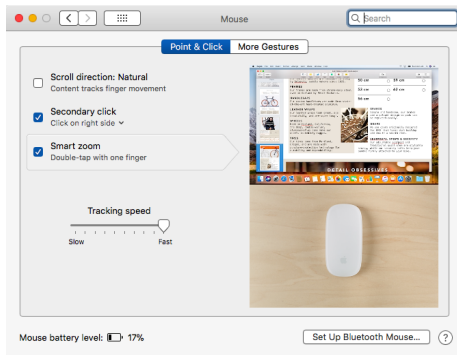 Mouse
Search
Point & Click
More Gestures
Scroll direction: Natural
Content tracks finger movement
Secondary click
Click on right side
Smart zoom
Double-tap with one finger
Tracking speed
Slow
Fast
DETAIL OBSESSIVES
Mouse battery level: 17%
Set Up Bluetooth Mouse...
?